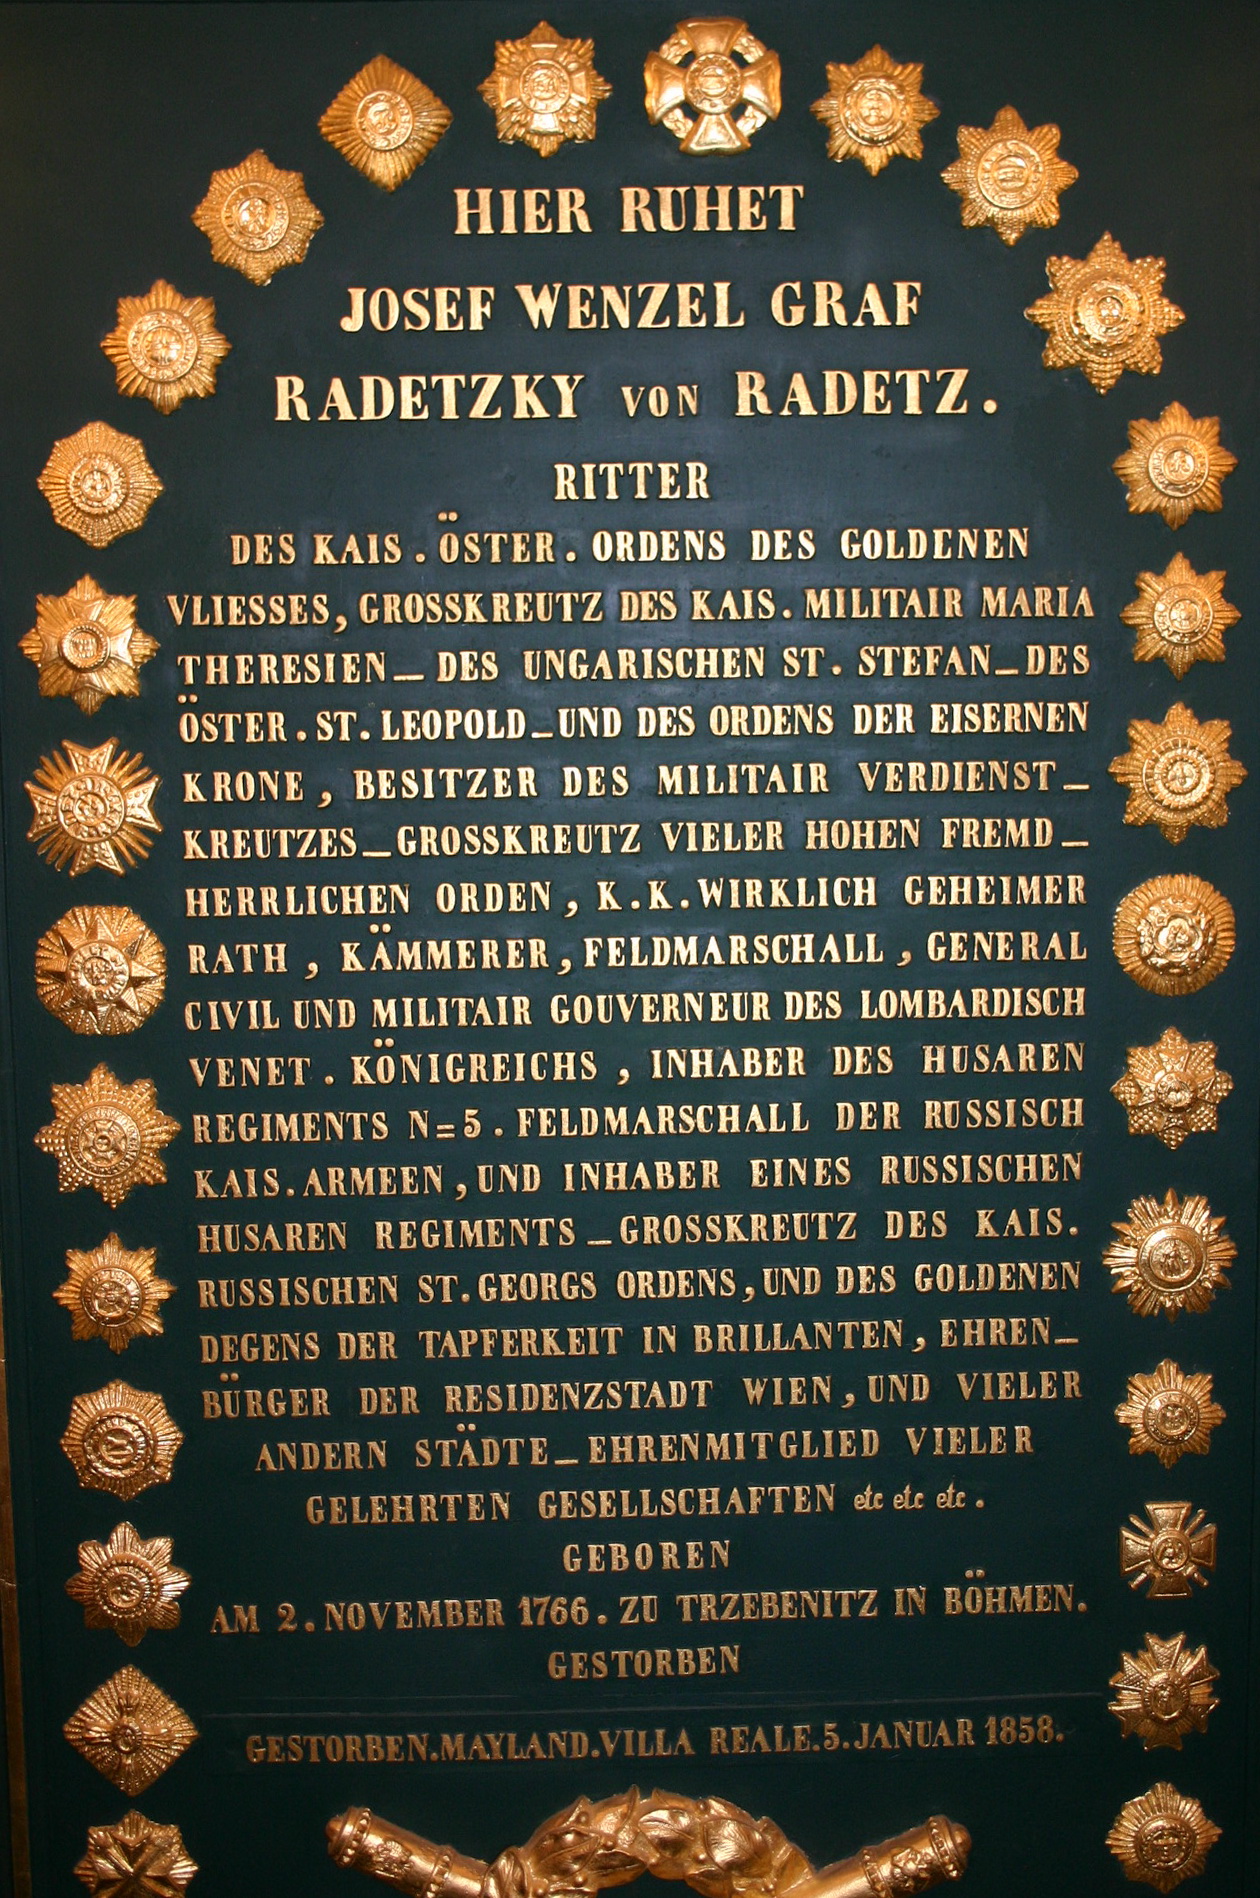 HIER RUHET
JOSEF WENZEL GRAF
RADETZKY VON RADETZ.
RITTER
DES KAIS. ÖSTER. ORDENS DES GOLDENEN
VLIESSES, GROSSKREUTZ DES KAIS. MILITAIR MARIA
THERESIEN_ DES UNGARISCHEN ST. STEFAN_DES
ÖSTER. ST. LEOPOLD_UND DES ORDENS DER EISERNEN
KRONE, BESITZER DES MILITAIR VERDIENST_
KREUTZES_GROSSKREUTZ VIELER HOHEN FREMD_
HERRLICHEN ORDEN, K.K. WIRKLICH GEHEIMER
RATH, KÄMMERER, FELDMARSCHALL, GENERAL
CIVIL UND MILITAIR GOUVERNEUR DES LOMBARDISCH
VENET. KÖNIGREICHS, INHABER DES HUSAREN
REGIMENTS N=5. FELDMARSCHALL DER RUSSISCH
KAIS. ARMEEN, UND INHABER EINES RUSSISCHEN
HUSAREN REGIMENTS_GROSSKREUTZ DES KAIS.
RUSSISCHEN ST. GEORGS ORDENS, UND DES GOLDENEN
DEGENS DER TAPFERKEIT IN BRILLANTEN, EHREN_
BÜRGER DER RESIDENZSTADT WIEN, UND VIELER
ANDERN STÄDTE_EHRENMITGLIED VIELER
GELEHRTEN GESELLSCHAFTEN etc etc etc.
GEBOREN
AM 2. NOVEMBER 1766. ZU TRZEBENITZ IN BÖHMEN.
GESTORBEN
GESTORBEN.MAYLAND.VILLA REALE.5.JANUAR 1858.